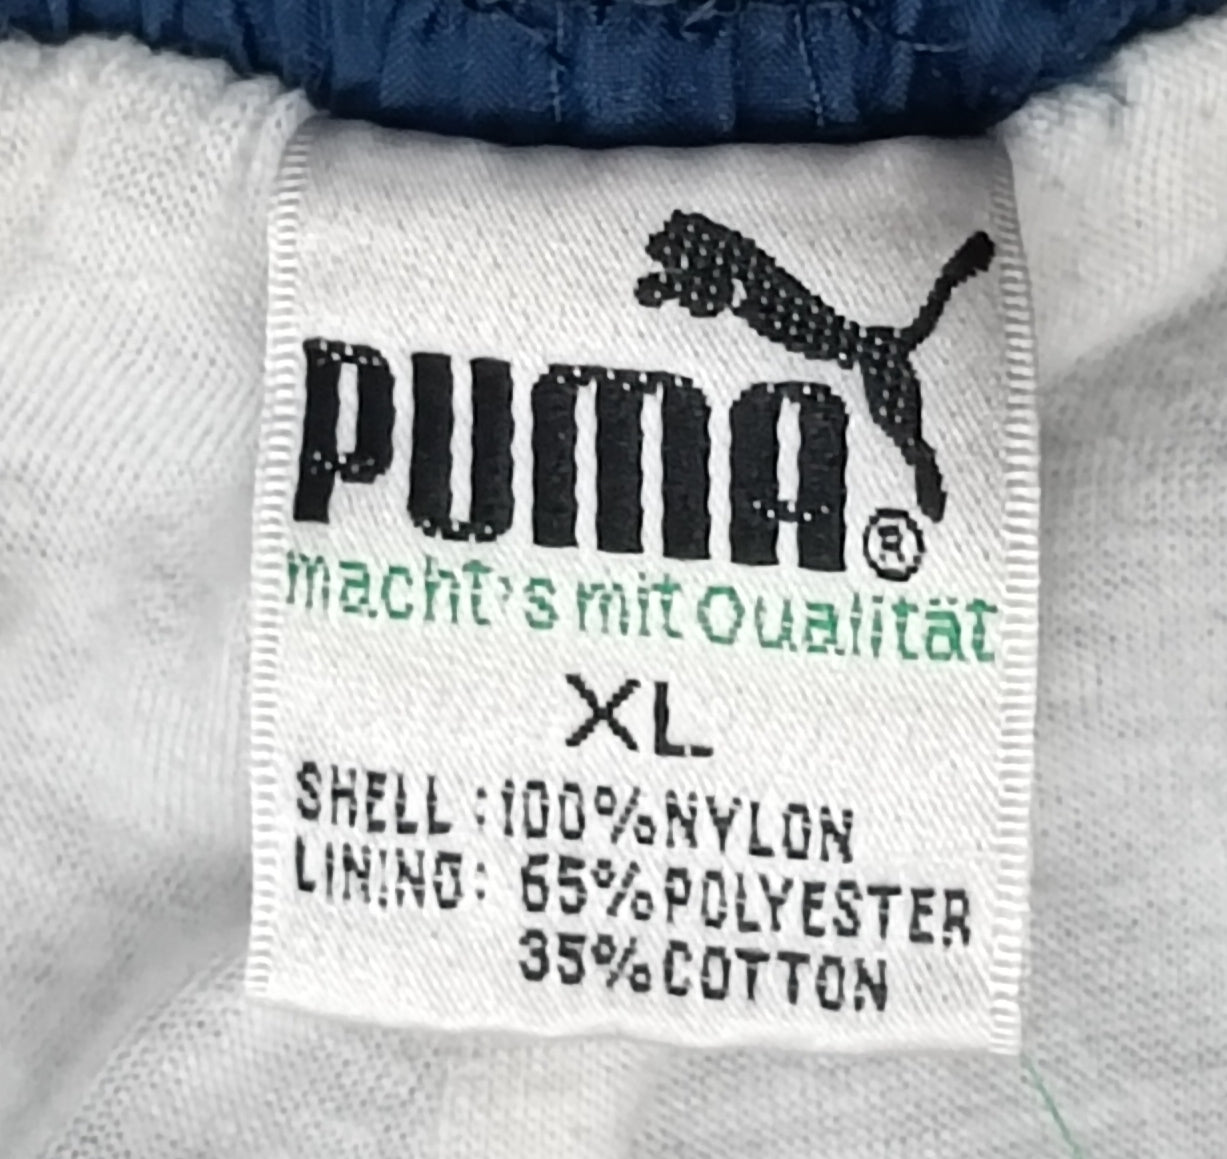 PUMA®
macht's mit Qualität
XL
SHELL : 100% NYLON
LINING: 65% POLYESTER
35% COTTON